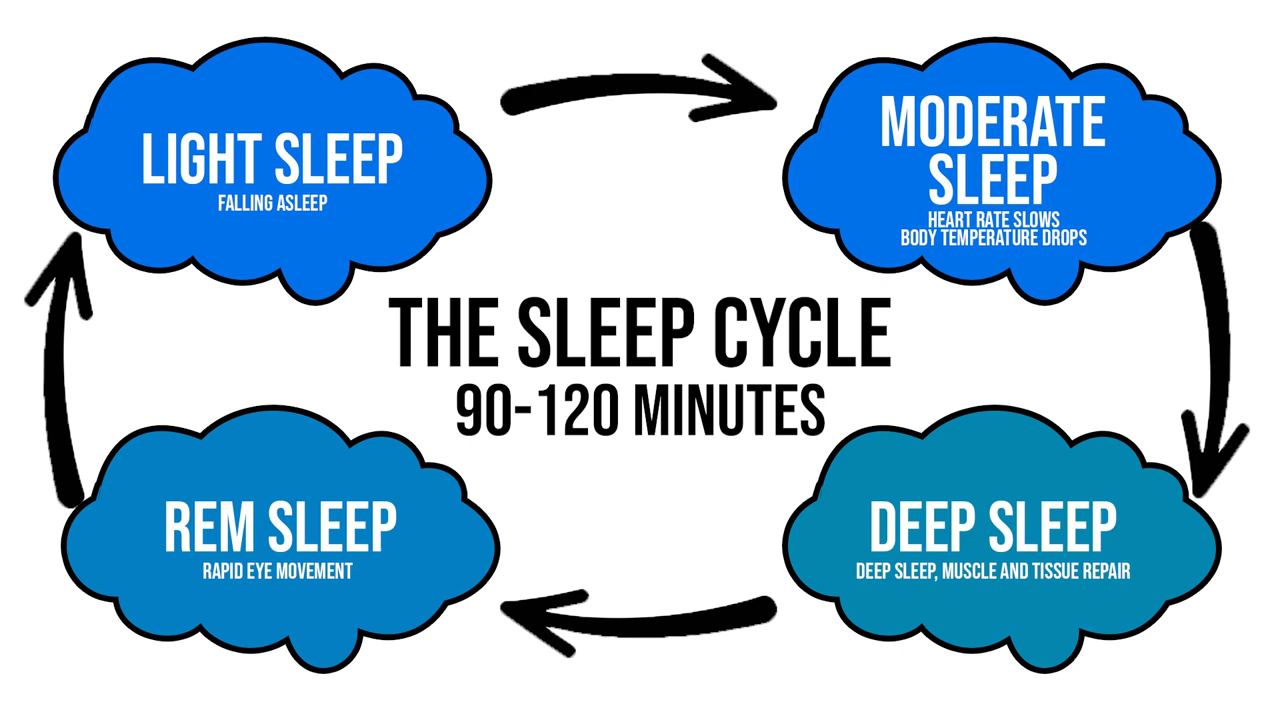 LIGHT SLEEP
FALLING ASLEEP
MODERATE
SLEEP
HEART RATE SLOWS
BODY TEMPERATURE DROPS
THE SLEEP CYCLE
90-120 MINUTES
REM SLEEP
RAPID EYE MOVEMENT
DEEP SLEEP
DEEP SLEEP, MUSCLE AND TISSUE REPAIR